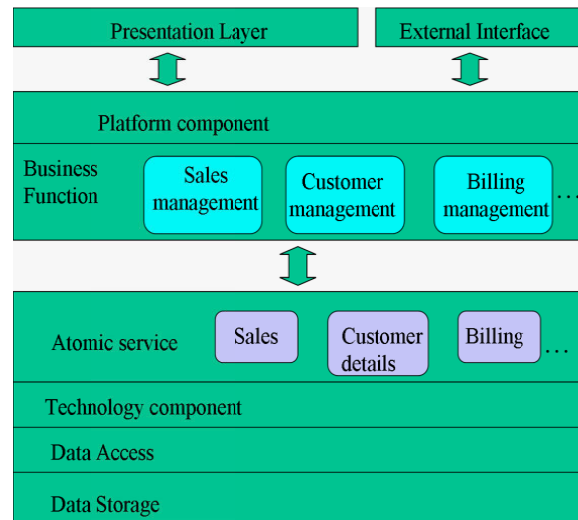 Presentation Layer
External Interface
Platform component
Business
Function
Sales
management
Customer
management
Billing
management
...
Atomic service
Sales
Customer
details
Billing
...
Technology component
Data Access
Data Storage